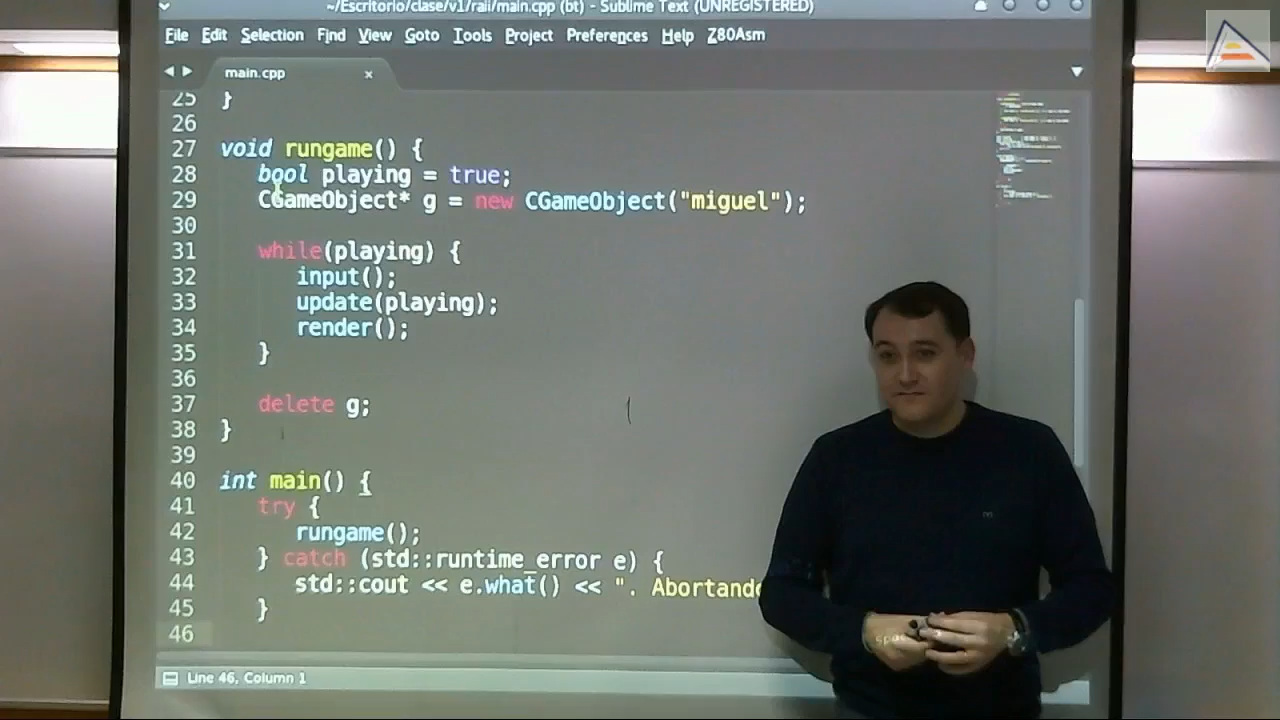 ~/Escritorio/clase/v1/raii/main.cpp (bt) - Sublime Text (UNREGISTERED)
File Edit Selection Find View Goto Tools Project Preferences Help Z80Asm
main.cpp ×
25 }
26
27 void rungame() {
28 bool playing = true;
29 CGameObject* g = new CGameObject("miguel");
30
31 while(playing) {
32 input();
33 update(playing);
34 render();
35 }
36
37 delete g;
38 }
39
40 int main() {
41 try {
42 rungame();
43 } catch (std::runtime_error e) {
44 std::cout << e.what() << ". Abortando
45 }
46
Line 46, Column 1